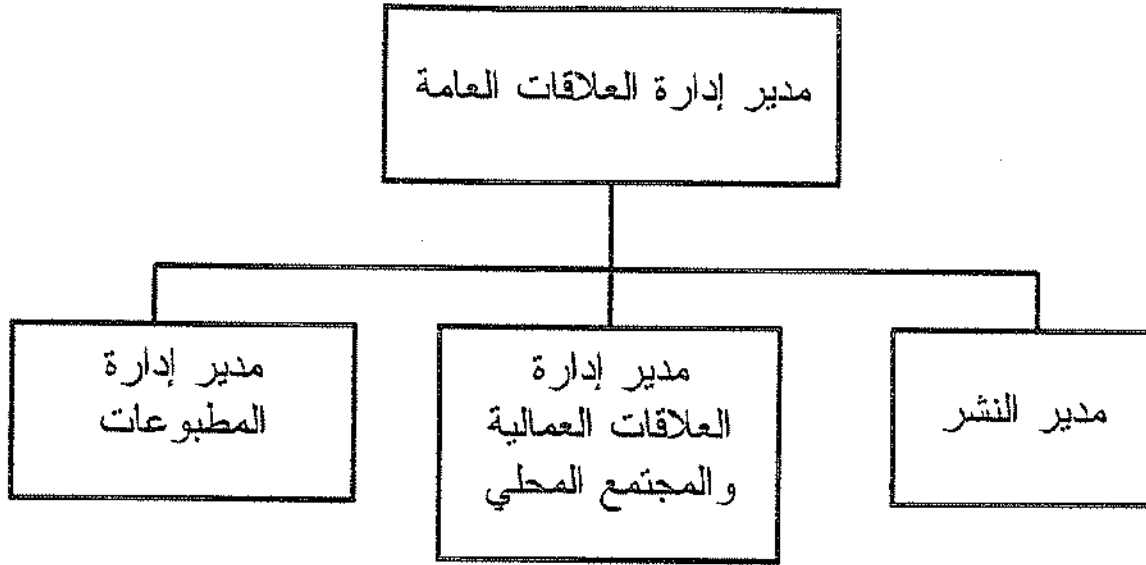 مدير إدارة العلاقات العامة
مدير النشر
مدير إدارة
العلاقات العمالية
والمجتمع المحلي
مدير إدارة
المطبوعات